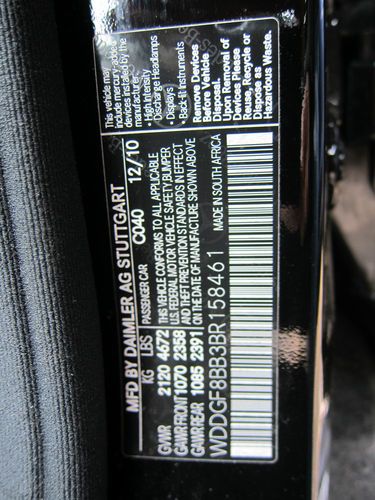 MFD BY DAIMLER AG STUTTGART
PASSENGER CAR C040 12/10
KG LBS
GVWR 2120 4672
GAWR FRONT 1070 2358
GAWR REAR 1085 2391
THIS VEHICLE CONFORMS TO ALL APPLICABLE
U.S. FEDERAL MOTOR VEHICLE SAFETY BUMPER
AND THEFT PREVENTION STANDARDS IN EFFECT
ON THE DATE OF MANUFACTURE SHOWN ABOVE
MADE IN SOUTH AFRICA
WDDGF8BB3BR158461
This vehicle may
include mercury-added
devices installed by the
manufacturer:
• High Intensity
Discharge Headlamps
• Displays
• Back-lit Instruments
Remove Devices
Before Vehicle
Disposal.
Upon Removal of
Devices Please
Reuse, Recycle or
Dispose as
Hazardous Waste.